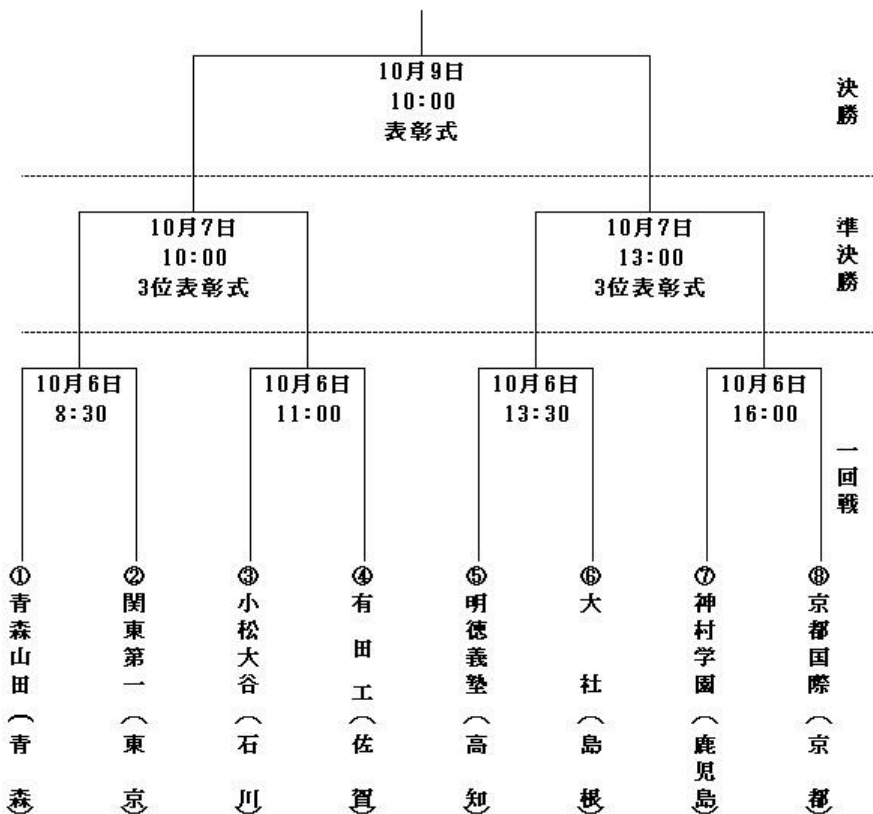 10月9日
10:00
表彰式
決勝
10月7日
10:00
3位表彰式
10月7日
13:00
3位表彰式
準決勝
10月6日
8:30
10月6日
11:00
10月6日
13:30
10月6日
16:00
一回戦
①青森山田(青森)
②関東第一(東京)
③小松大谷(石川)
④有田工(佐賀)
⑤明徳義塾(高知)
⑥大社(島根)
⑦神村学園(鹿児島)
⑧京都国際(京都)